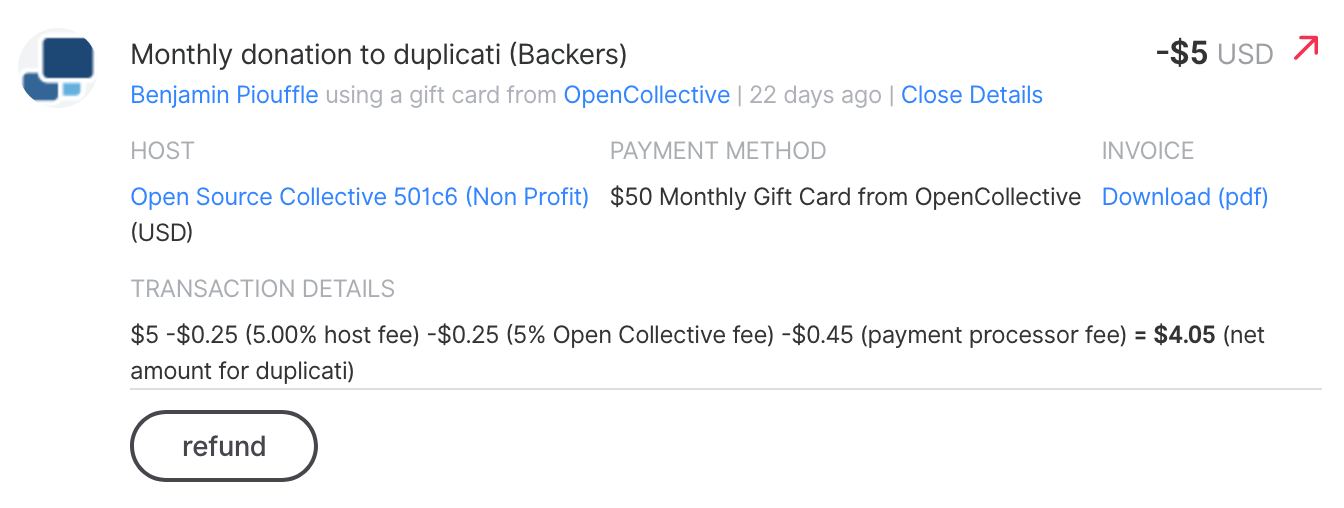 Monthly donation to duplicati (Backers)
-$5 USD
Benjamin Piouffle using a gift card from OpenCollective | 22 days ago | Close Details
HOST
PAYMENT METHOD
INVOICE
Open Source Collective 501c6 (Non Profit)
(USD)
$50 Monthly Gift Card from OpenCollective
Download (pdf)
TRANSACTION DETAILS
$5 -$0.25 (5.00% host fee) -$0.25 (5% Open Collective fee) -$0.45 (payment processor fee) = $4.05 (net
amount for duplicati)
refund